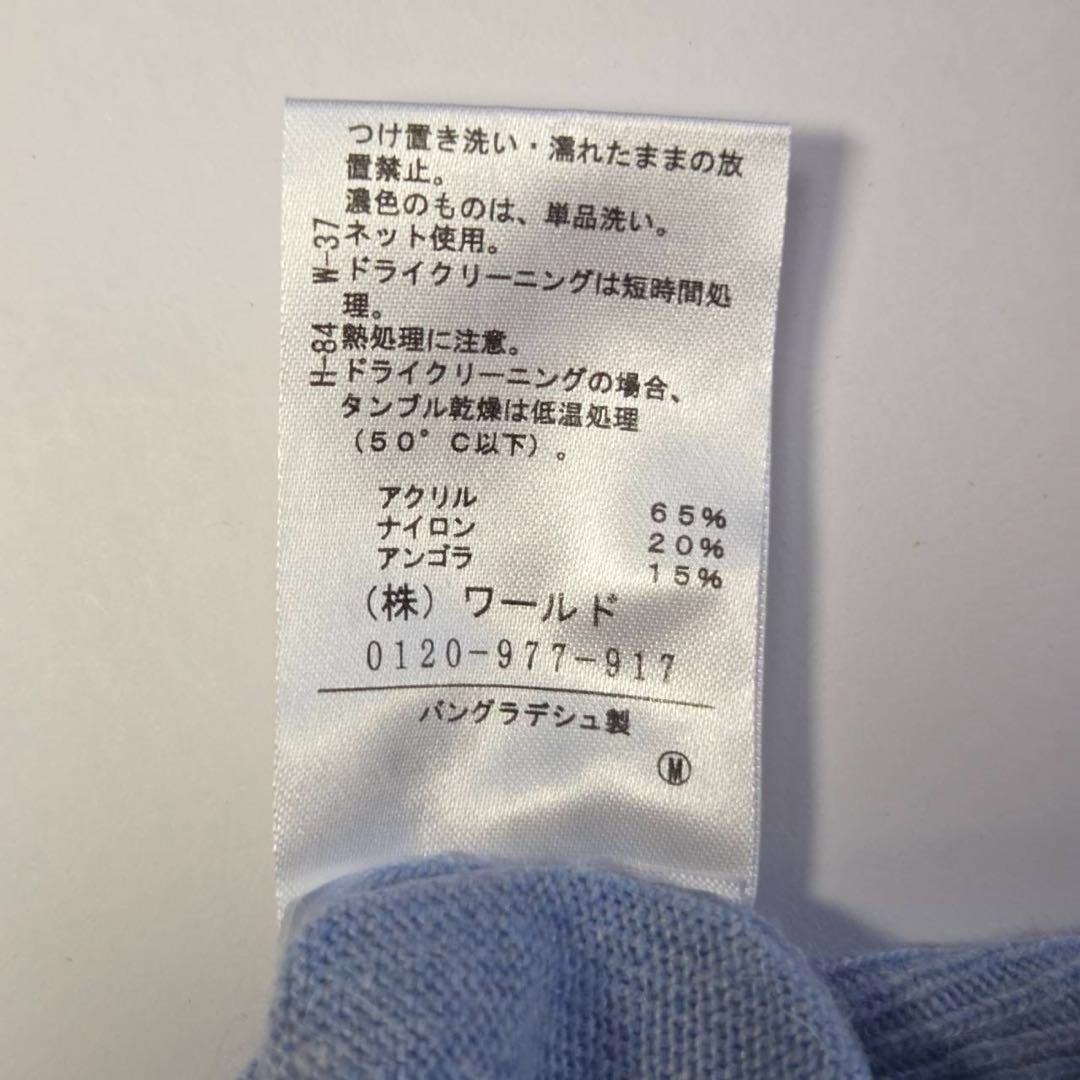 つけ置き洗い・濡れたままの放
置禁止。
濃色のものは、単品洗い。
ネット使用。
ドライクリーニングは短時間処
理。
熱処理に注意。
ドライクリーニングの場合、
タンブル乾燥は低温処理
（５０°Ｃ以下）。
W-37
H-84
アクリル 65%
ナイロン 20%
アンゴラ 15%
（株）ワールド
0120-977-917
バングラデシュ製
Ⓜ